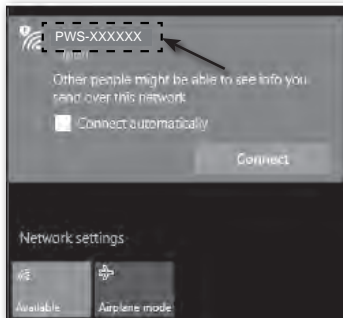 PWS-XXXXXX
Open
Other people might be able to see info you
send over this network
Connect automatically
Connect
Network settings
Available
Airplane mode